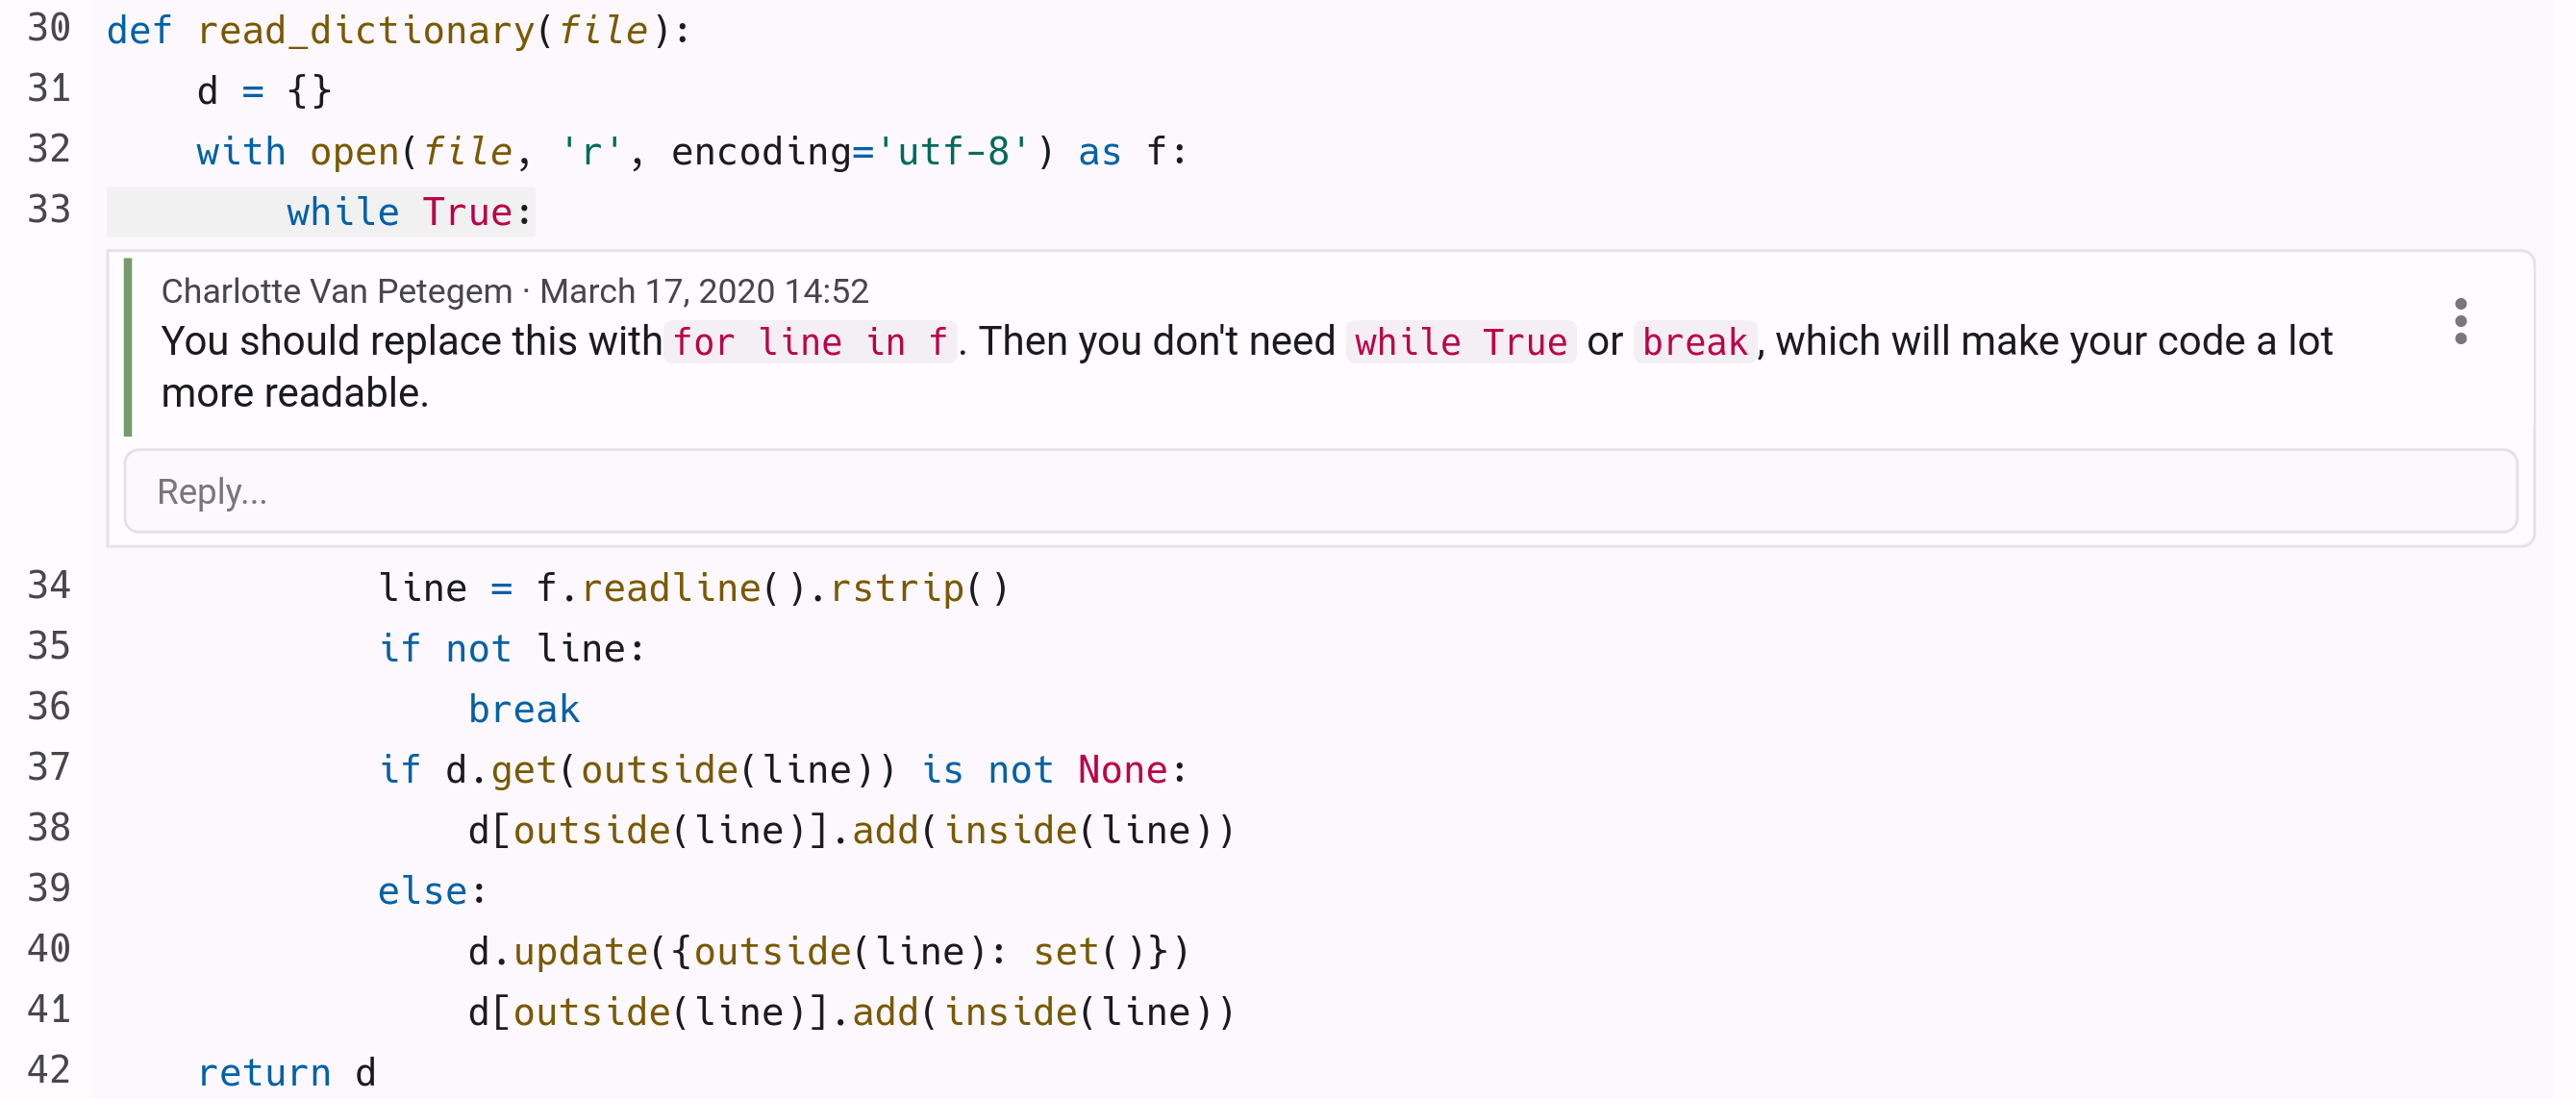 30 def read_dictionary(file):
31     d = {}
32     with open(file, 'r', encoding='utf-8') as f:
33         while True:
Charlotte Van Petegem · March 17, 2020 14:52
You should replace this with for line in f. Then you don't need while True or break, which will make your code a lot
more readable.
Reply...
34             line = f.readline().rstrip()
35             if not line:
36                 break
37             if d.get(outside(line)) is not None:
38                 d[outside(line)].add(inside(line))
39             else:
40                 d.update({outside(line): set()})
41                 d[outside(line)].add(inside(line))
42     return d